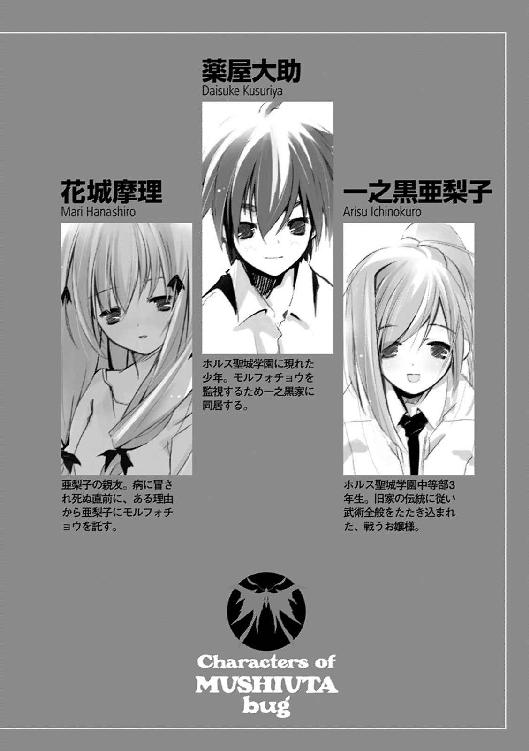 薬屋大助
Daisuke Kusuriya
ホルス聖城学園に現れた
少年。モルフォチョウを
監視するため一之黒家に
同居する。
花城摩理
Mari Hanashiro
亜梨子の親友。病に冒さ
れ死ぬ直前に、ある理由
から亜梨子にモルフォチ
ョウを託す。
一之黒亜梨子
Arisu Ichinokuro
ホルス聖城学園中等部3
年生。旧家の伝統に従い
武術全般をたたき込まれ
た、戦うお嬢様。
Characters of
MUSHIUTA
bug